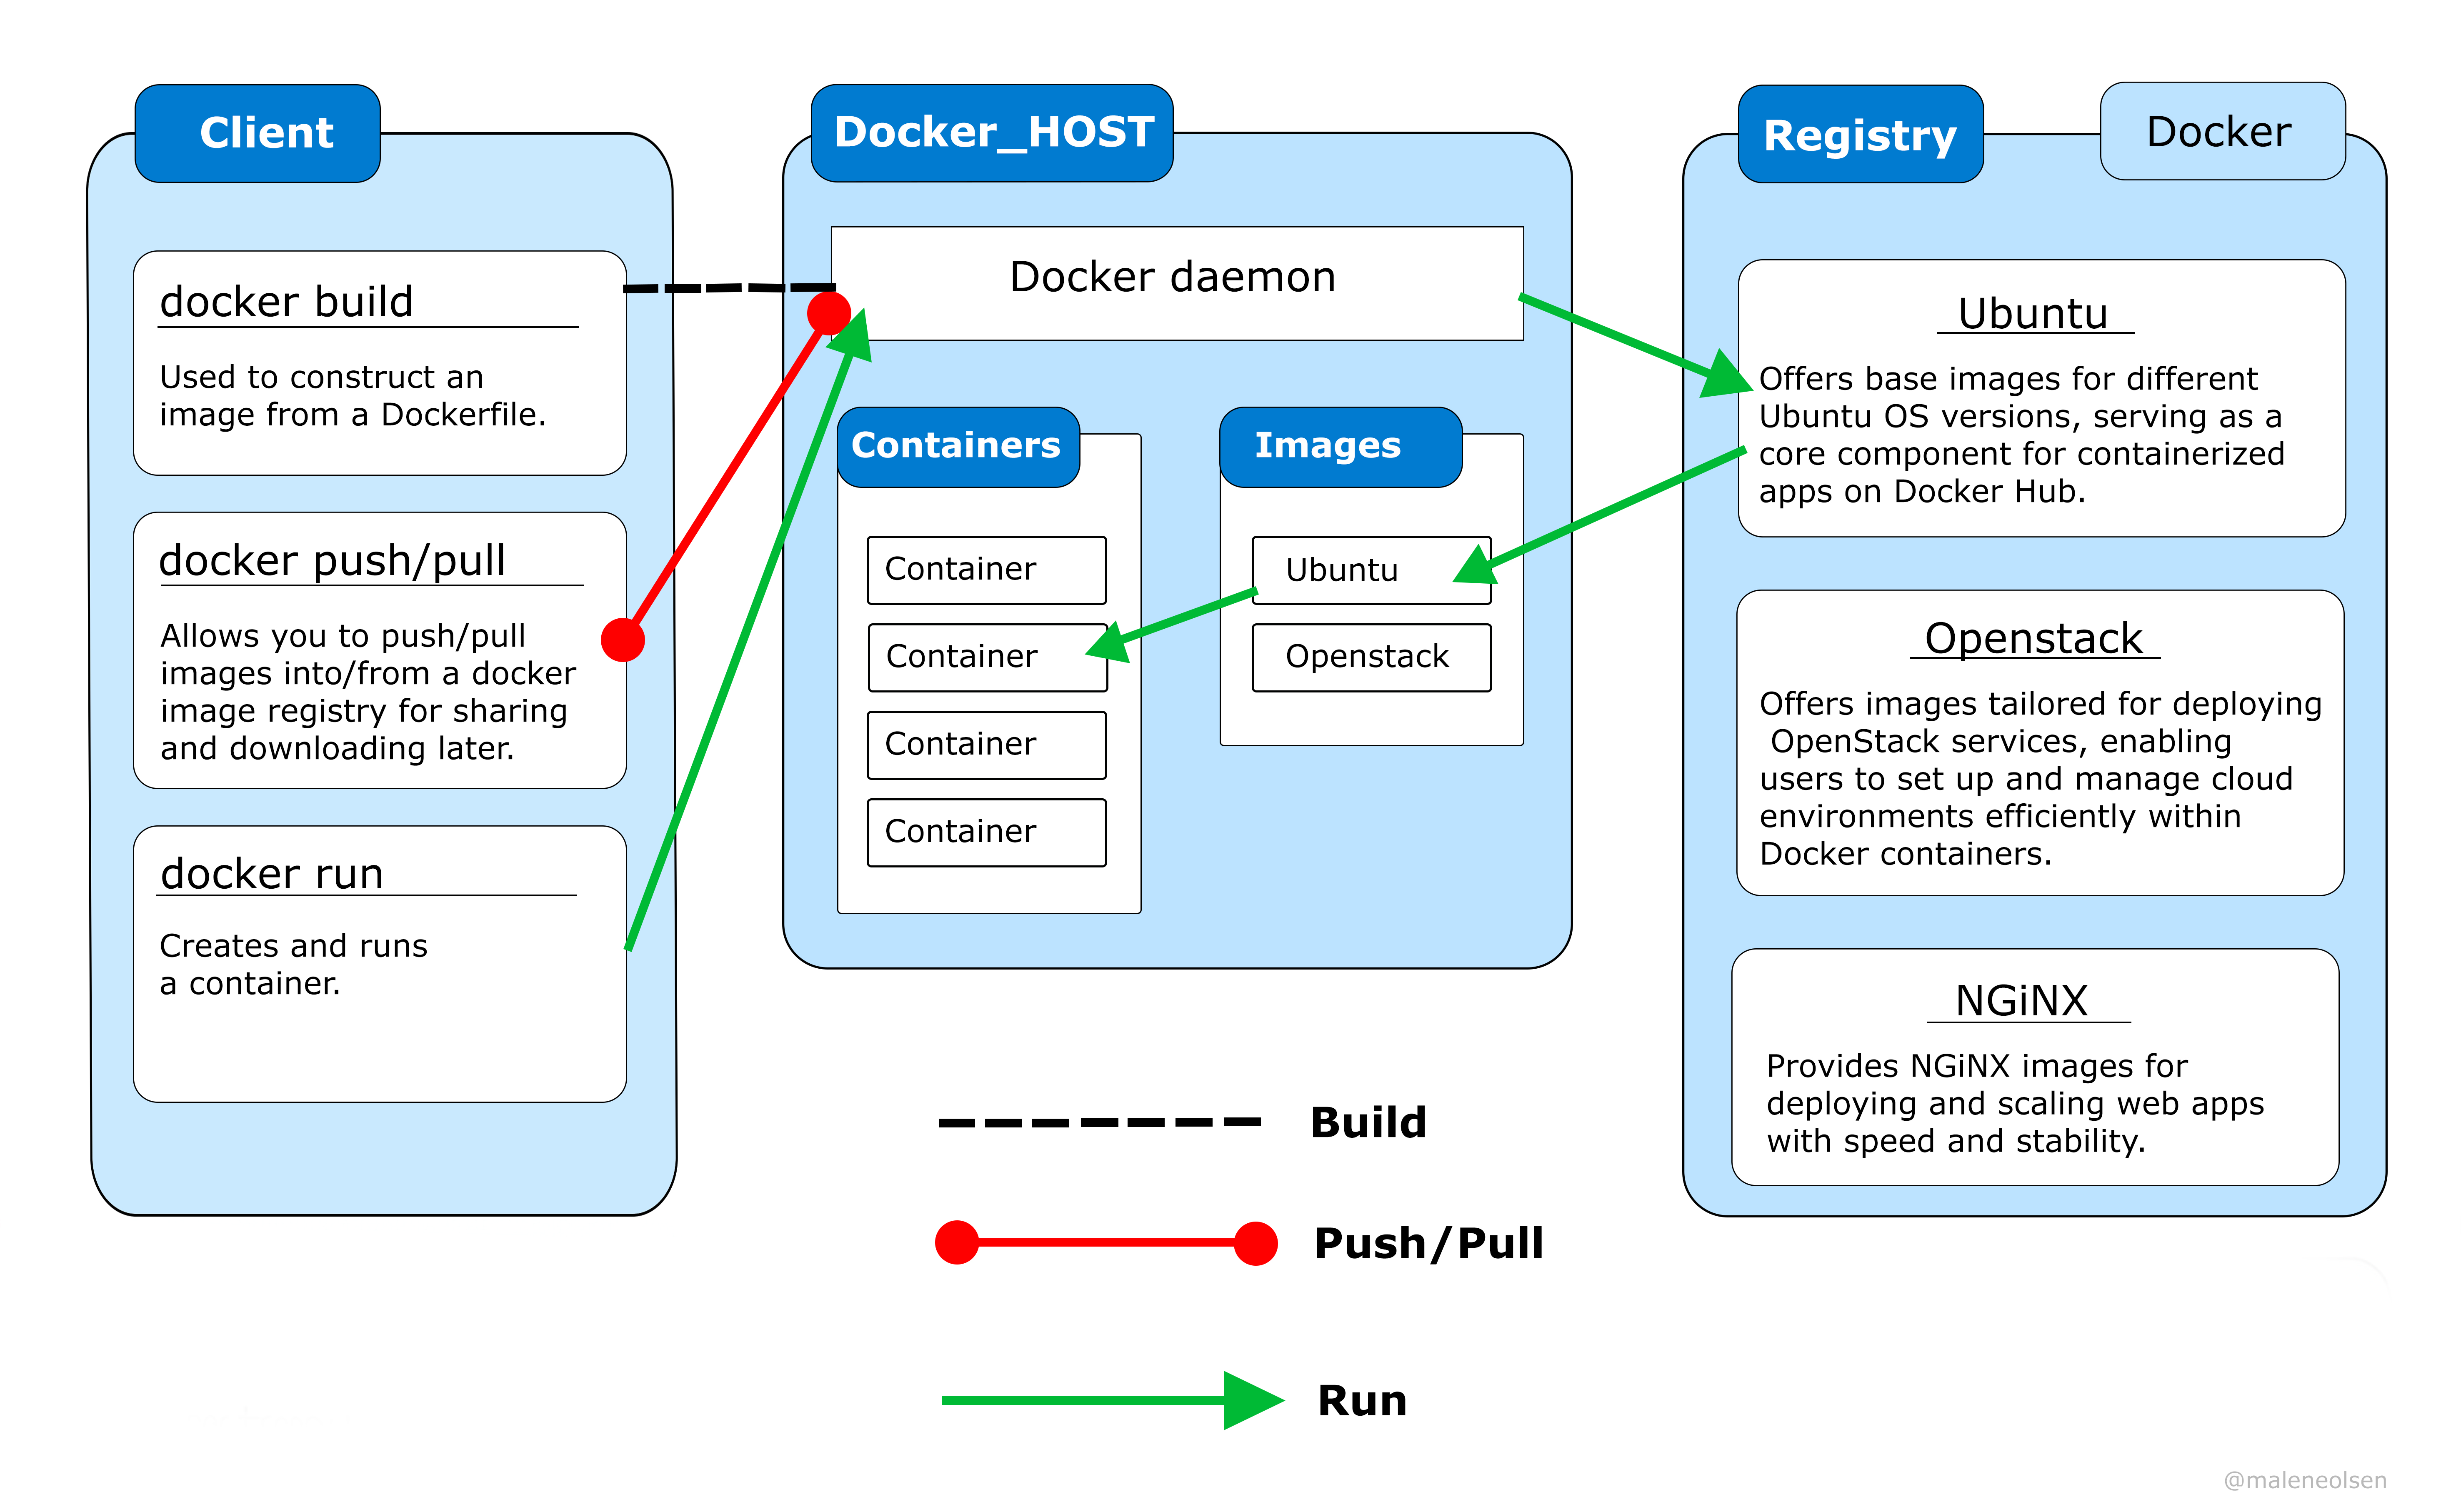 Client
docker build
Used to construct an
image from a Dockerfile.
docker push/pull
Allows you to push/pull
images into/from a docker
image registry for sharing
and downloading later.
docker run
Creates and runs
a container.
Docker_HOST
Docker daemon
Containers
Container
Container
Container
Container
Images
Ubuntu
Openstack
Registry
Docker
Ubuntu
Offers base images for different
Ubuntu OS versions, serving as a
core component for containerized
apps on Docker Hub.
Openstack
Offers images tailored for deploying
OpenStack services, enabling
users to set up and manage cloud
environments efficiently within
Docker containers.
NGiNX
Provides NGiNX images for
deploying and scaling web apps
with speed and stability.
Build
Push/Pull
Run
@maleneolsen